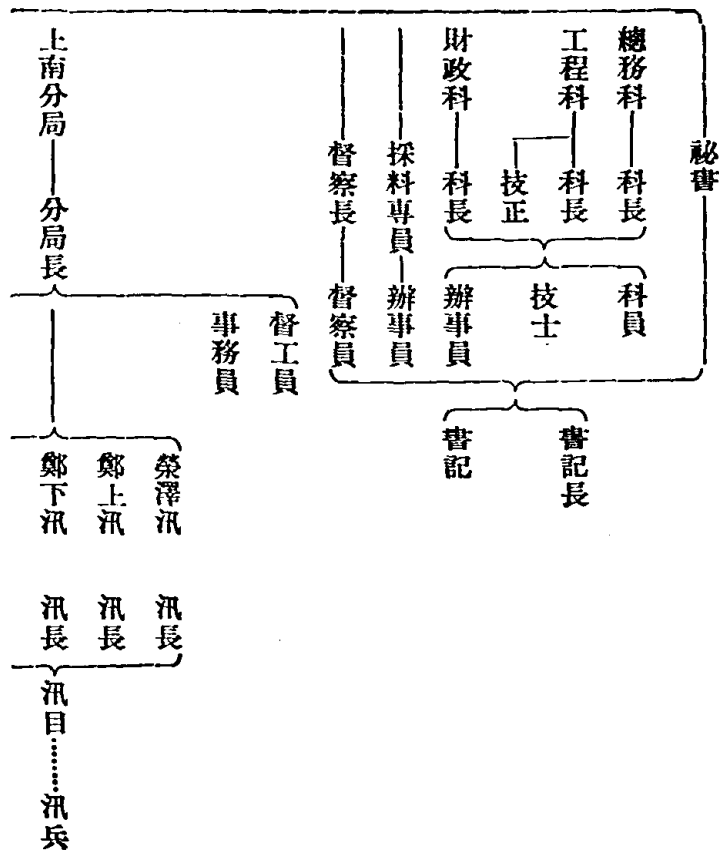 祕書
總務科 科長
工程科 科長
技正
財政科 科長
科員
技士
辦事員
採料專員 辦事員
督察長 督察員
書記長
書記
上南分局 分局長
督工員
事務員
榮澤汛 汛長
鄭上汛 汛長
鄭下汛 汛長
汛目………汛兵